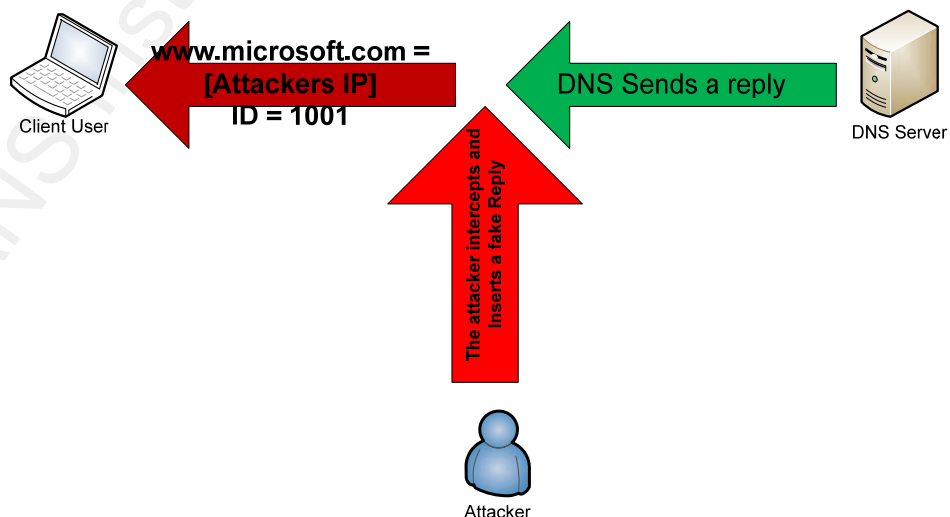 www.microsoft.com =
[Attackers IP]
ID = 1001
DNS Sends a reply
Client User
DNS Server
The attacker intercepts and
Inserts a fake Reply
Attacker